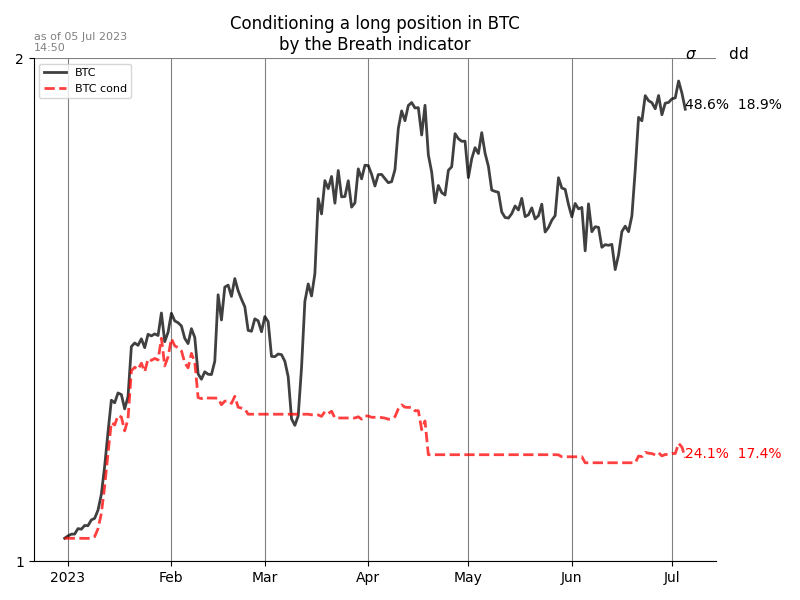 Conditioning a long position in BTC
by the Breath indicator
as of 05 Jul 2023
14:50
σ dd
2
BTC
BTC cond
48.6% 18.9%
24.1% 17.4%
1
2023 Feb Mar Apr May Jun Jul